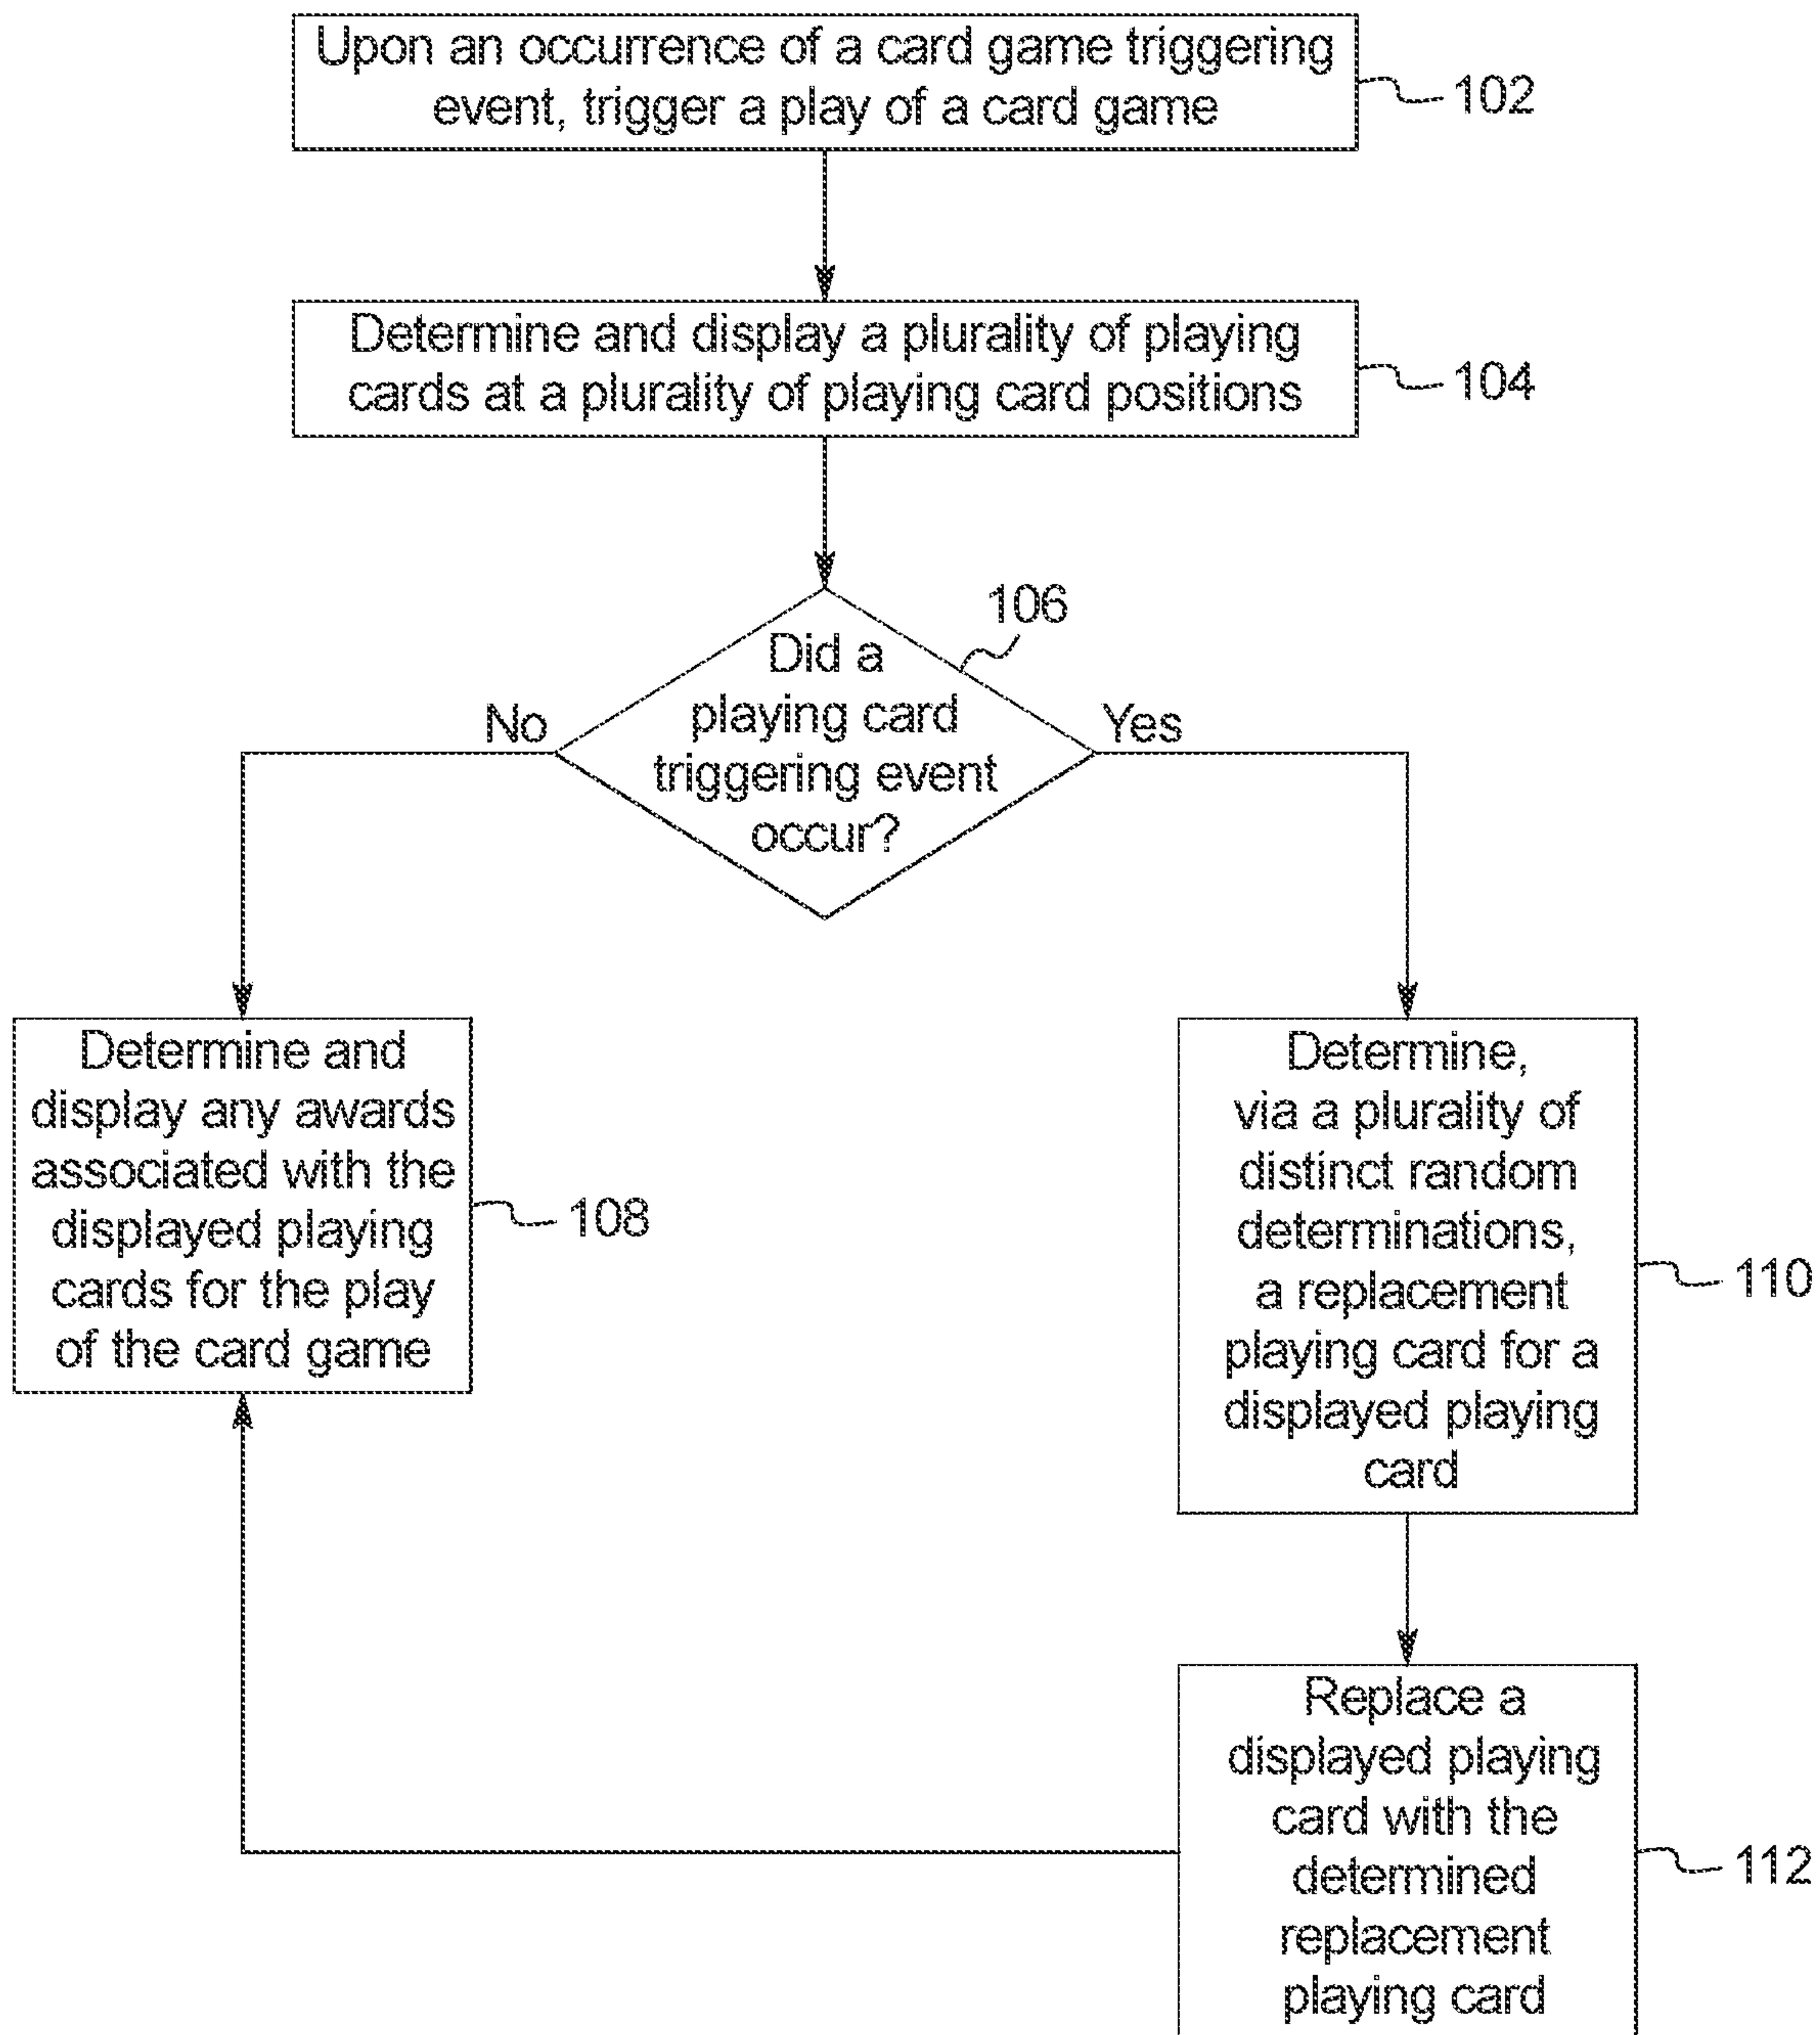 Upon an occurrence of a card game triggering
event, trigger a play of a card game
102
Determine and display a plurality of playing
cards at a plurality of playing card positions
104
106
Did a
playing card
triggering event
occur?
No
Yes
Determine and
display any awards
associated with the
displayed playing
cards for the play
of the card game
108
Determine,
via a plurality of
distinct random
determinations,
a replacement
playing card for a
displayed playing
card
110
Replace a
displayed playing
card with the
determined
replacement
playing card
112